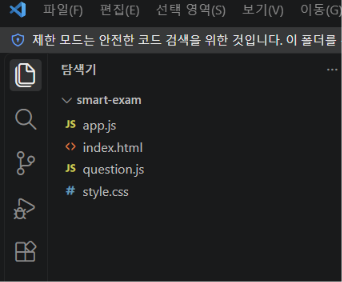 파일(F) 편집(E) 선택 영역(S) 보기(V) 이동(G)
제한 모드는 안전한 코드 검색을 위한 것입니다. 이 폴더를
탐색기 ...
smart-exam
JS app.js
<> index.html
JS question.js
# style.css